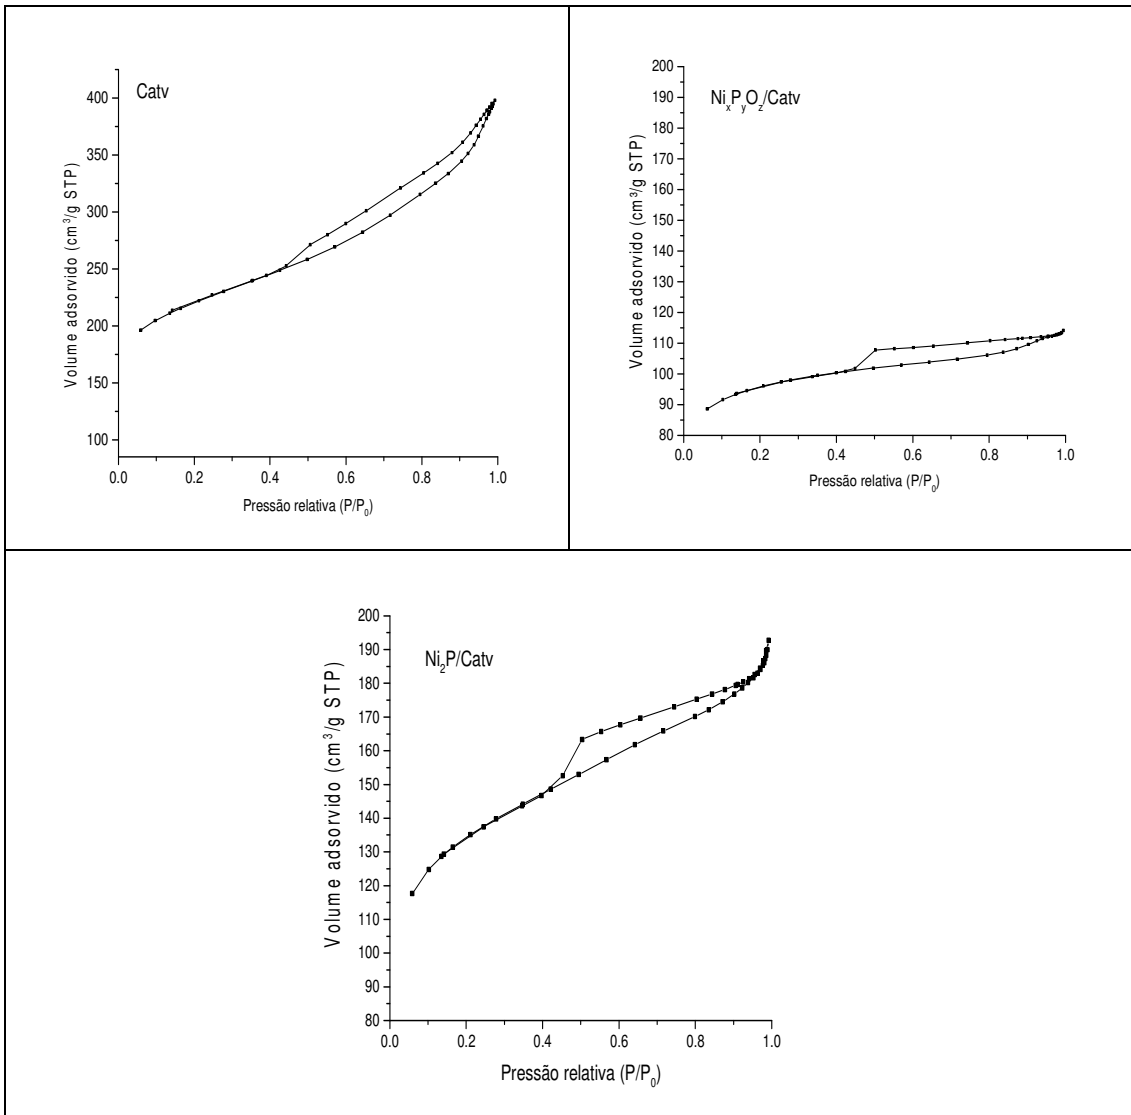 Catv
400
350
300
250
200
150
100
0.0 0.2 0.4 0.6 0.8 1.0
Volume adsorvido (cm³/g STP)
Pressão relativa (P/P₀)
NiₓPᵧO_z/Catv
200
190
180
170
160
150
140
130
120
110
100
90
80
0.0 0.2 0.4 0.6 0.8 1.0
Volume adsorvido (cm³/g STP)
Pressão relativa (P/P₀)
Ni₂P/Catv
200
190
180
170
160
150
140
130
120
110
100
90
80
0.0 0.2 0.4 0.6 0.8 1.0
Volume adsorvido (cm³/g STP)
Pressão relativa (P/P₀)